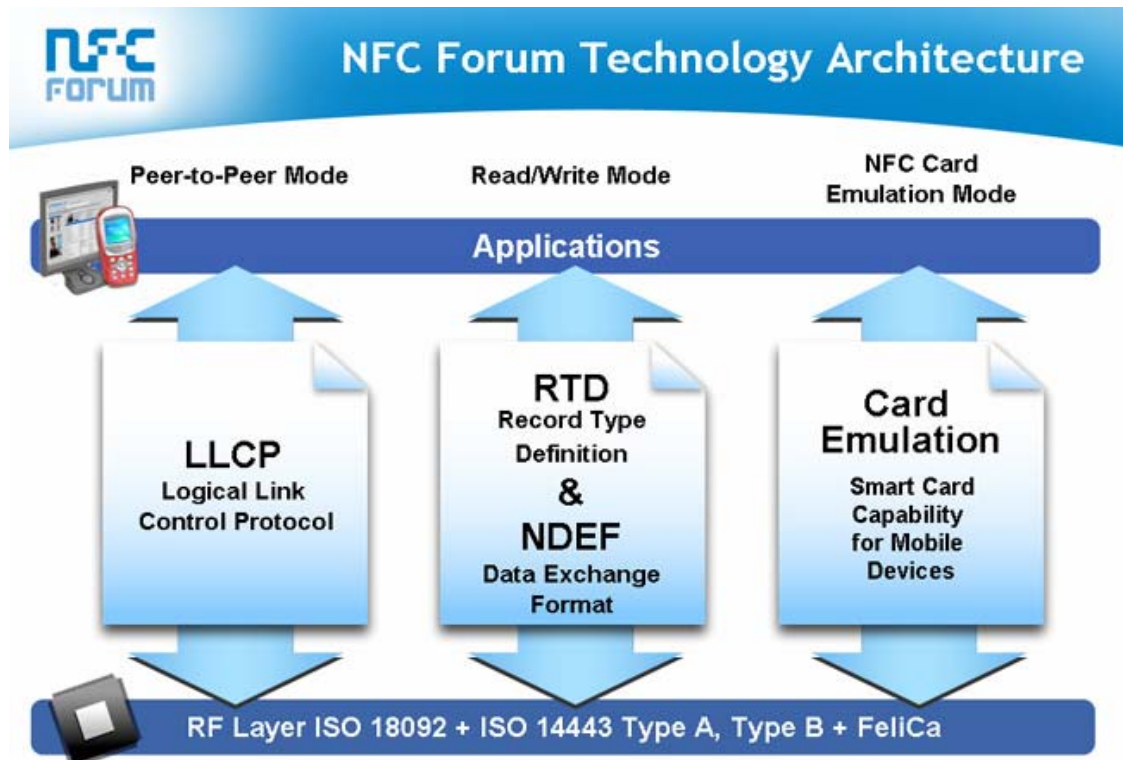 NFC
FORUM
NFC Forum Technology Architecture
Peer-to-Peer Mode
Read/Write Mode
NFC Card
Emulation Mode
Applications
LLCP
Logical Link
Control Protocol
RTD
Record Type
Definition
&
NDEF
Data Exchange
Format
Card
Emulation
Smart Card
Capability
for Mobile
Devices
RF Layer ISO 18092 + ISO 14443 Type A, Type B + FeliCa